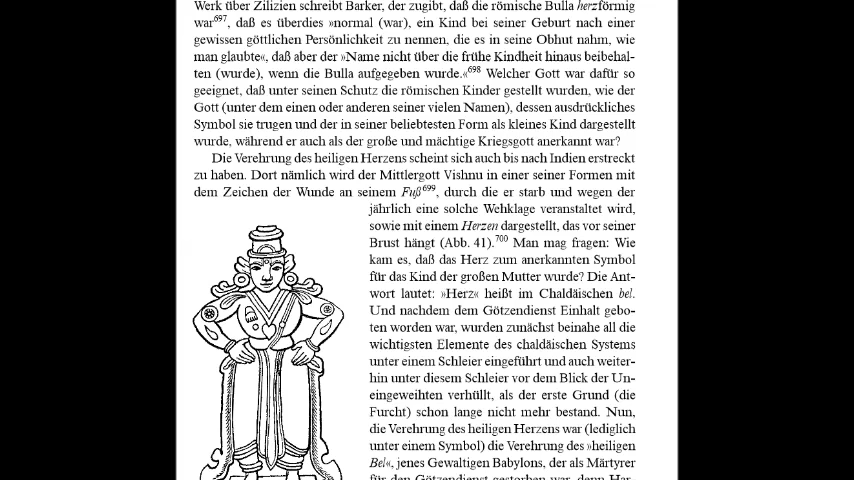 Werk über Zilizien schreibt Barker, der zugibt, daß die römische Bulla herzförmig
war697, daß es überdies »normal (war), ein Kind bei seiner Geburt nach einer
gewissen göttlichen Persönlichkeit zu nennen, die es in seine Obhut nahm, wie
man glaubte«, daß aber der »Name nicht über die frühe Kindheit hinaus beibehal-
ten (wurde), wenn die Bulla aufgegeben wurde.«698 Welcher Gott war dafür so
geeignet, daß unter seinen Schutz die römischen Kinder gestellt wurden, wie der
Gott (unter dem einen oder anderen seiner vielen Namen), dessen ausdrückliches
Symbol sie trugen und der in seiner beliebtesten Form als kleines Kind dargestellt
wurde, während er auch als der große und mächtige Kriegsgott anerkannt war?
Die Verehrung des heiligen Herzens scheint sich auch bis nach Indien erstreckt
zu haben. Dort nämlich wird der Mittlergott Vishnu in einer seiner Formen mit
dem Zeichen der Wunde an seinem Fuß699, durch die er starb und wegen der
jährlich eine solche Wehklage veranstaltet wird,
sowie mit einem Herzen dargestellt, das vor seiner
Brust hängt (Abb. 41).700 Man mag fragen: Wie
kam es, daß das Herz zum anerkannten Symbol
für das Kind der großen Mutter wurde? Die Ant-
wort lautet: »Herz« heißt im Chaldäischen bel.
Und nachdem dem Götzendienst Einhalt gebo-
ten worden war, wurden zunächst beinahe all die
wichtigsten Elemente des chaldäischen Systems
unter einem Schleier eingeführt und auch weiter-
hin unter diesem Schleier vor dem Blick der Un-
eingeweihten verhüllt, als der erste Grund (die
Furcht) schon lange nicht mehr bestand. Nun,
die Verehrung des heiligen Herzens war (lediglich
unter einem Symbol) die Verehrung des »heiligen
Bel«, jenes Gewaltigen Babylons, der als Märtyrer
für den Götzendienst gestorben war, denn Har-